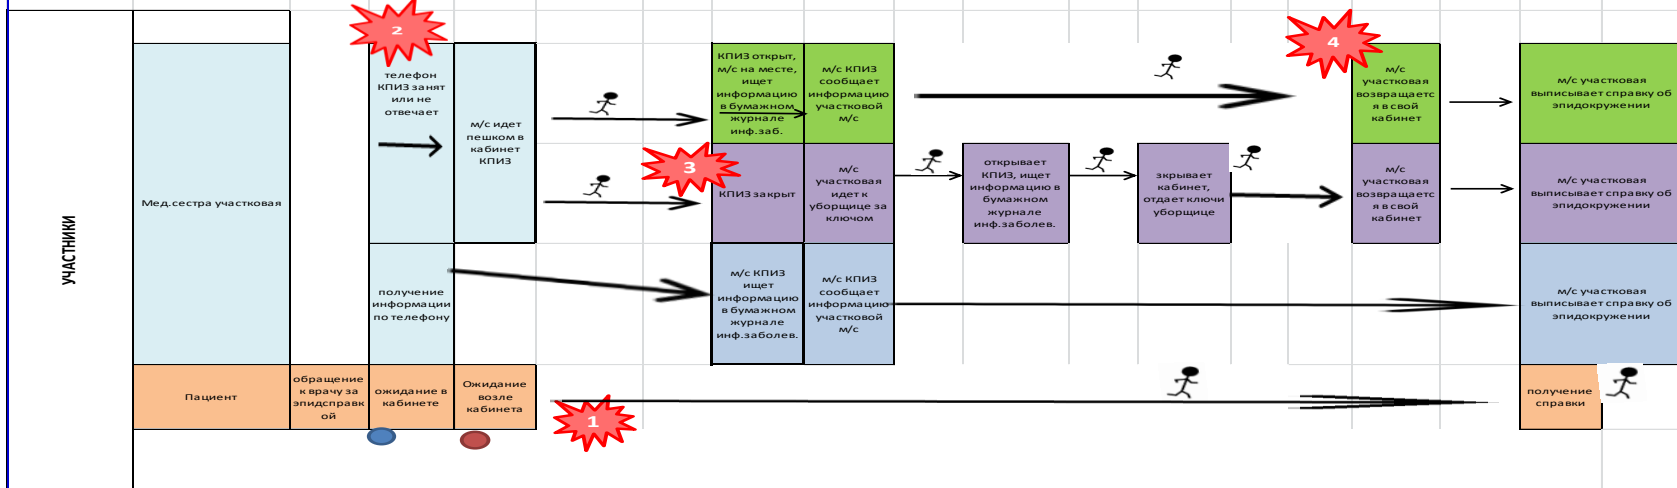 УЧАСТНИКИ
Мед.сестра участковая
2
телефон
КПИЗ занят
или не
отвечает
м/с идет
пешком в
кабинет
КПИЗ
КПИЗ открыт,
м/с на месте,
ищет
информацию
в бумажном
журнале
инф.заб.
м/с КПИЗ
сообщает
информацию
участковой
м/с
4
м/с
участковая
возвращаетс
я в свой
кабинет
м/с участковая
выписывает справку об
эпидокружении
3
КПИЗ закрыт
м/с
участковая
идет к
уборщице за
ключом
открывает
КПИЗ, ищет
информацию в
бумажном
журнале
инф.заболев.
зкрывает
кабинет,
отдает ключи
уборщице
м/с
участковая
возвращаетс
я в свой
кабинет
м/с участковая
выписывает справку об
эпидокружении
получение
информации
по телефону
м/с КПИЗ
ищет
информацию
в бумажном
журнале
инф.заболев.
м/с КПИЗ
сообщает
информацию
участковой
м/с
м/с участковая
выписывает справку об
эпидокружении
Пациент
обращение
к врачу за
эпидсправк
ой
ожидание в
кабинете
Ожидание
возле
кабинета
1
получение
справки